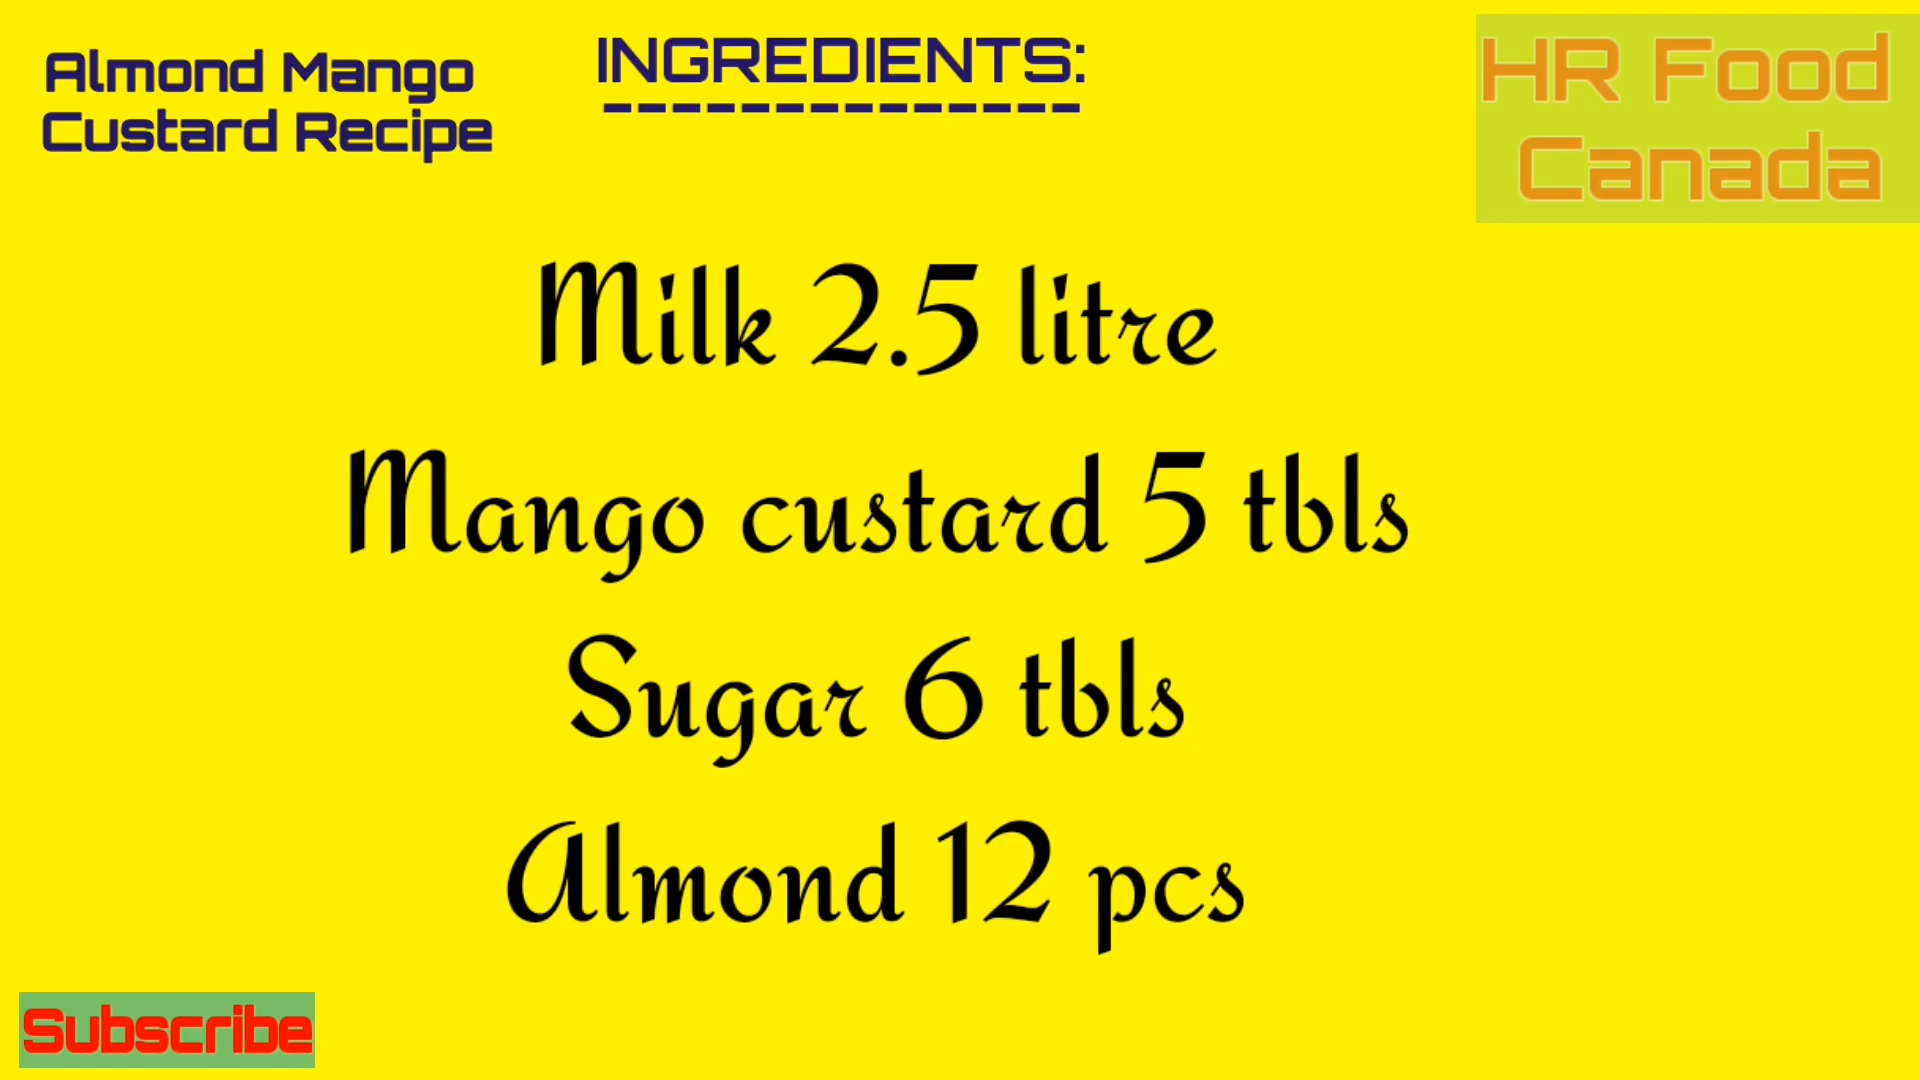 Almond Mango
Custard Recipe
INGREDIENTS:
--------------
HR Food
Canada
Milk 2.5 litre
Mango custard 5 tbls
Sugar 6 tbls
Almond 12 pcs
Subscribe